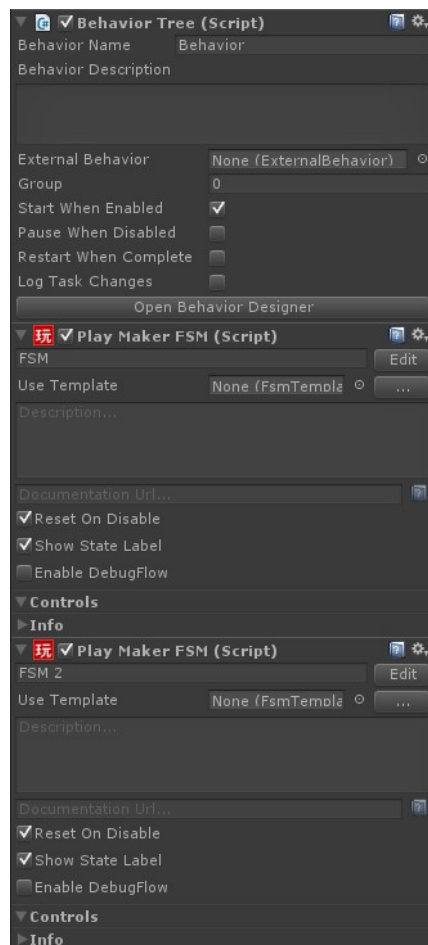 Behavior Tree (Script)
Behavior Name Behavior
Behavior Description
External Behavior None (ExternalBehavior)
Group 0
Start When Enabled
Pause When Disabled
Restart When Complete
Log Task Changes
Open Behavior Designer
玩 Play Maker FSM (Script)
FSM Edit
Use Template None (FsmTempla ...
Description...
Documentation Url...
Reset On Disable
Show State Label
Enable DebugFlow
Controls
Info
玩 Play Maker FSM (Script)
FSM 2 Edit
Use Template None (FsmTempla ...
Description...
Documentation Url...
Reset On Disable
Show State Label
Enable DebugFlow
Controls
Info